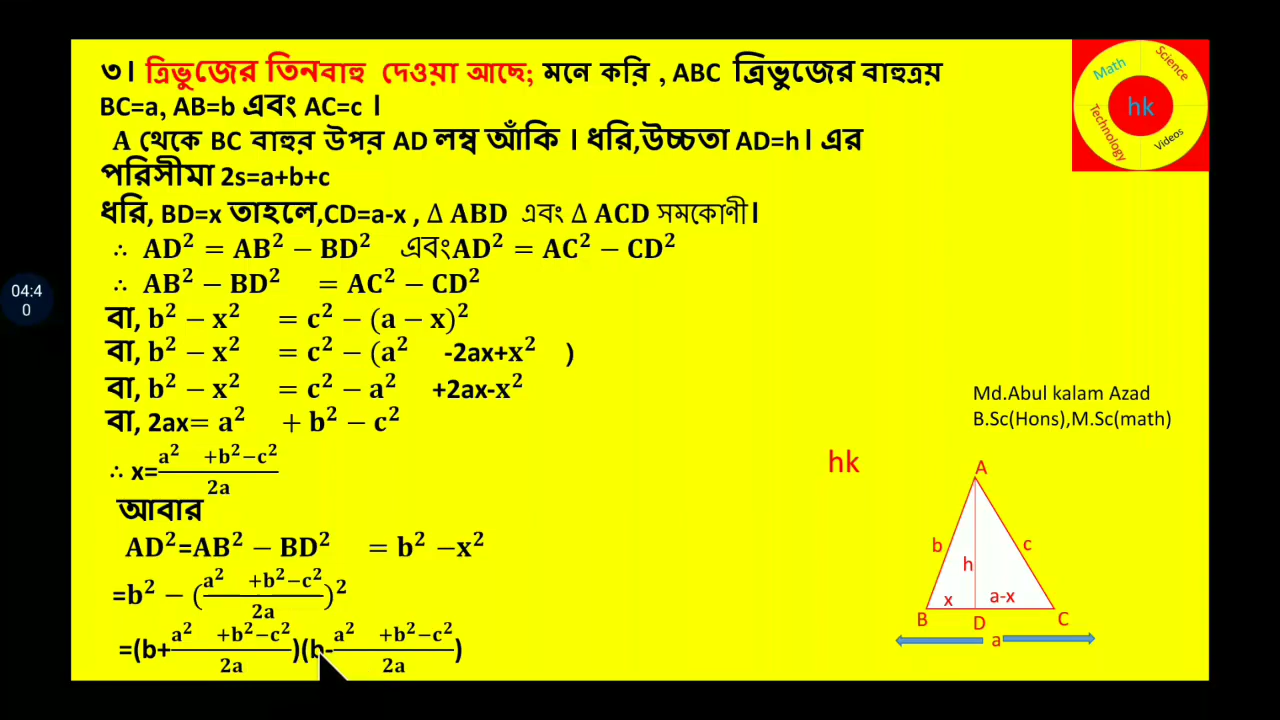 ৩। ত্রিভুজের তিনবাহু দেওয়া আছে; মনে করি , ABC ত্রিভুজের বাহুত্রয়
BC=a, AB=b এবং AC=c ।
A থেকে BC বাহুর উপর AD লম্ব আঁকি । ধরি,উচ্চতা AD=h। এর
পরিসীমা 2s=a+b+c
ধরি, BD=x তাহলে,CD=a-x , Δ ABD এবং Δ ACD সমকোণী।
∴ AD² = AB² − BD² এবংAD² = AC² − CD²
∴ AB² − BD² = AC² − CD²
বা, b² − x² = c² − (a − x)²
বা, b² − x² = c² − (a² -2ax+x² )
বা, b² − x² = c² − a² +2ax-x²
বা, 2ax= a² + b² − c²
∴ x=(a² +b²−c²)/2a
আবার
AD²=AB² − BD² = b² −x²
=b² − ((a² +b²−c²)/2a)²
=(b+(a² +b²−c²)/2a)(b-(a² +b²−c²)/2a)
Math
Science
hk
Technology
Videos
04:4
0
Md.Abul kalam Azad
B.Sc(Hons),M.Sc(math)
hk
A
b
c
h
x
a-x
B
D
C
a